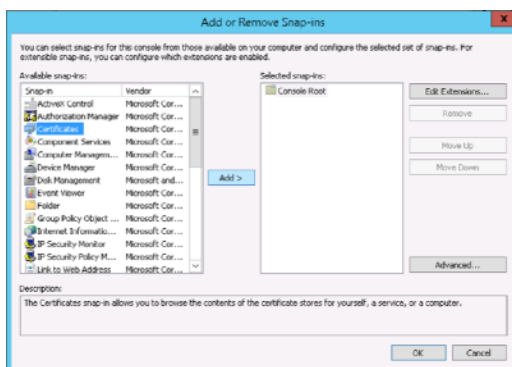 Add or Remove Snap-ins
x
You can select snap-ins for this console from those available on your computer and configure the selected set of snap-ins. For
extensible snap-ins, you can configure which extensions are enabled.
Available snap-ins:
Snap-in Vendor
ActiveX Control Microsoft Cor...
Authorization Manager Microsoft Cor...
Certificates Microsoft Cor...
Component Services Microsoft Cor...
Computer Managem... Microsoft Cor...
Device Manager Microsoft Cor...
Disk Management Microsoft and...
Event Viewer Microsoft Cor...
Folder Microsoft Cor...
Group Policy Object ... Microsoft Cor...
Internet Informatio... Microsoft Cor...
IP Security Monitor Microsoft Cor...
IP Security Policy M... Microsoft Cor...
Link to Web Address Microsoft Cor...
Add >
Selected snap-ins:
Console Root
Edit Extensions...
Remove
Move Up
Move Down
Advanced...
Description:
The Certificates snap-in allows you to browse the contents of the certificate stores for yourself, a service, or a computer.
OK Cancel